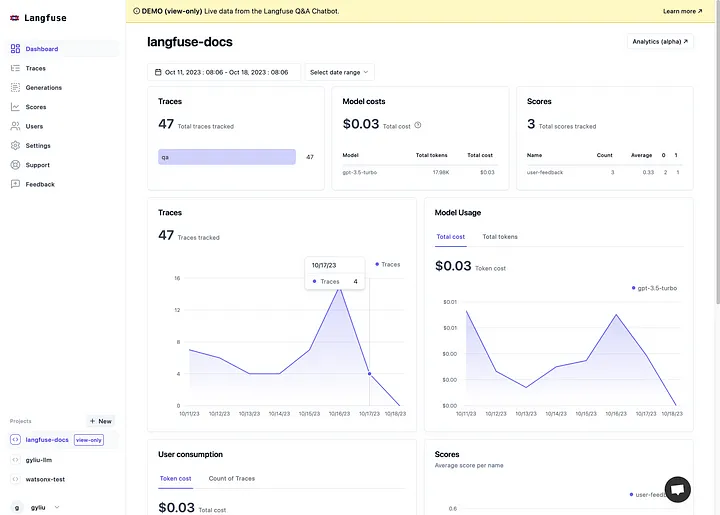 Langfuse
DEMO (view-only) Live data from the Langfuse Q&A Chatbot.
Learn more
Dashboard
Traces
Generations
Scores
Users
Settings
Support
Feedback
Projects
New
langfuse-docs
view-only
gyliu-llm
watsonx-test
g
gyliu
langfuse-docs
Analytics (alpha)
Oct 11, 2023 : 08:06 - Oct 18, 2023 : 08:06
Select date range
Traces
47 Total traces tracked
qa 47
Model costs
$0.03 Total cost
Model Total tokens Total cost
gpt-3.5-turbo 17.98K $0.03
Scores
3 Total scores tracked
Name Count Average 0 1
user-feedback 3 0.33 2 1
Traces
47 Traces tracked
10/17/23
Traces 4
Traces
16
12
8
4
0
10/11/23 10/12/23 10/13/23 10/14/23 10/15/23 10/16/23 10/17/23 10/18/23
Model Usage
Total cost Total tokens
$0.03 Token cost
gpt-3.5-turbo
$0.01
$0.01
$0.00
$0.00
$0.00
10/11/23 10/12/23 10/13/23 10/14/23 10/15/23 10/16/23 10/17/23 10/18/23
User consumption
Token cost Count of Traces
$0.03 Total cost
Scores
Average score per name
0.6